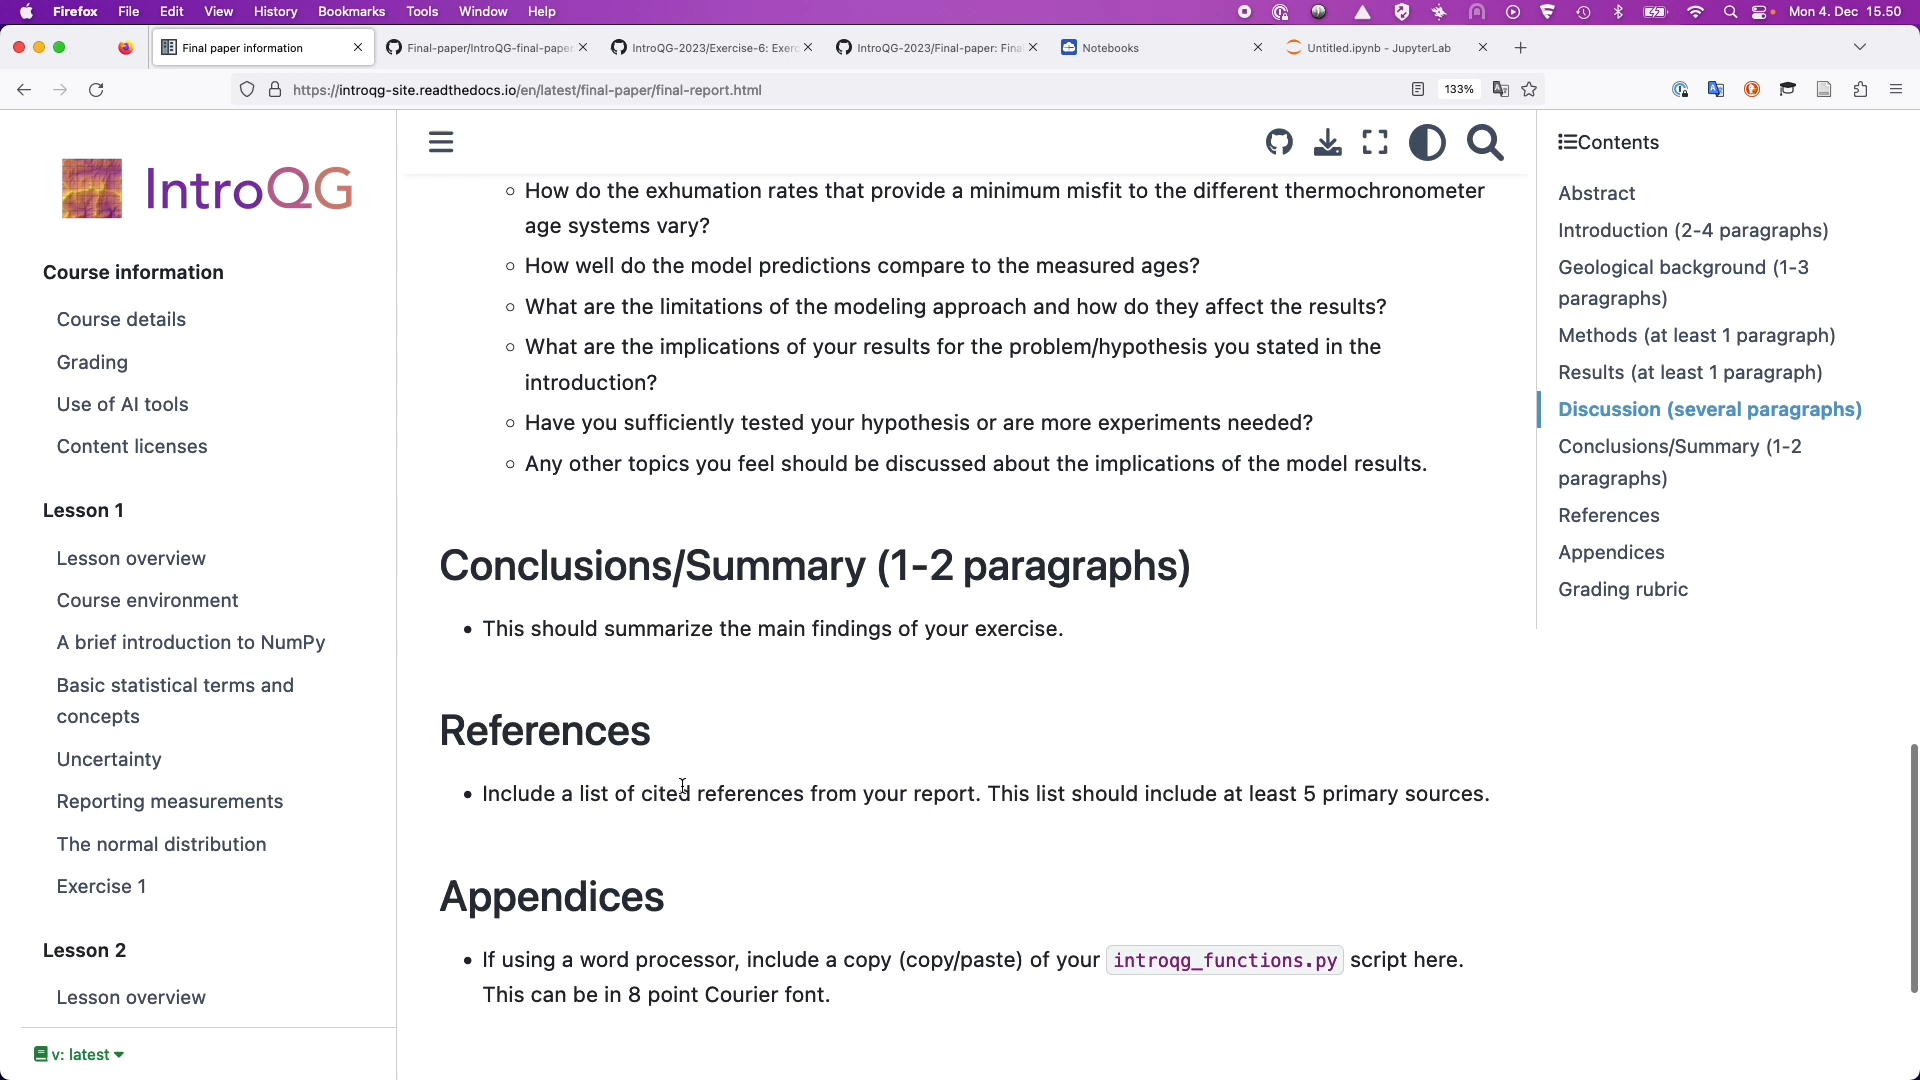 Firefox File Edit View History Bookmarks Tools Window Help Mon 4. Dec 15.50
Final paper information Final-paper/IntroQG-final-paper IntroQG-2023/Exercise-6: Exerc IntroQG-2023/Final-paper: Fina Notebooks Untitled.ipynb - JupyterLab
https://introqg-site.readthedocs.io/en/latest/final-paper/final-report.html 133%
IntroQG
Course information
Course details
Grading
Use of AI tools
Content licenses
Lesson 1
Lesson overview
Course environment
A brief introduction to NumPy
Basic statistical terms and
concepts
Uncertainty
Reporting measurements
The normal distribution
Exercise 1
Lesson 2
Lesson overview
v: latest
How do the exhumation rates that provide a minimum misfit to the different thermochronometer
age systems vary?
How well do the model predictions compare to the measured ages?
What are the limitations of the modeling approach and how do they affect the results?
What are the implications of your results for the problem/hypothesis you stated in the
introduction?
Have you sufficiently tested your hypothesis or are more experiments needed?
Any other topics you feel should be discussed about the implications of the model results.
Conclusions/Summary (1-2 paragraphs)
This should summarize the main findings of your exercise.
References
Include a list of cited references from your report. This list should include at least 5 primary sources.
Appendices
If using a word processor, include a copy (copy/paste) of your introqg_functions.py script here.
This can be in 8 point Courier font.
Contents
Abstract
Introduction (2-4 paragraphs)
Geological background (1-3
paragraphs)
Methods (at least 1 paragraph)
Results (at least 1 paragraph)
Discussion (several paragraphs)
Conclusions/Summary (1-2
paragraphs)
References
Appendices
Grading rubric